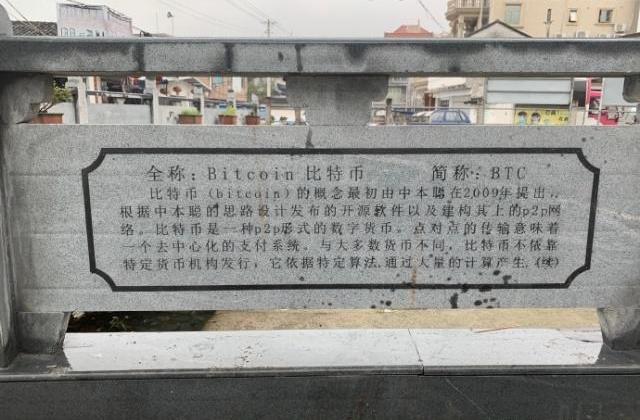 全称：Bitcoin 比特币 简称：BTC
比特币（bitcoin）的概念最初由中本聪在2009年提出..
根据中本聪的思路设计发布的开源软件以及建构其上的p2p网
络。比特币是一种p2p形式的数字货币。点对点的传输意味着
一个去中心化的支付系统。与大多数货币不同，比特币不依靠
特定货币机构发行，它依据特定算法，通过大量的计算产生，(续)